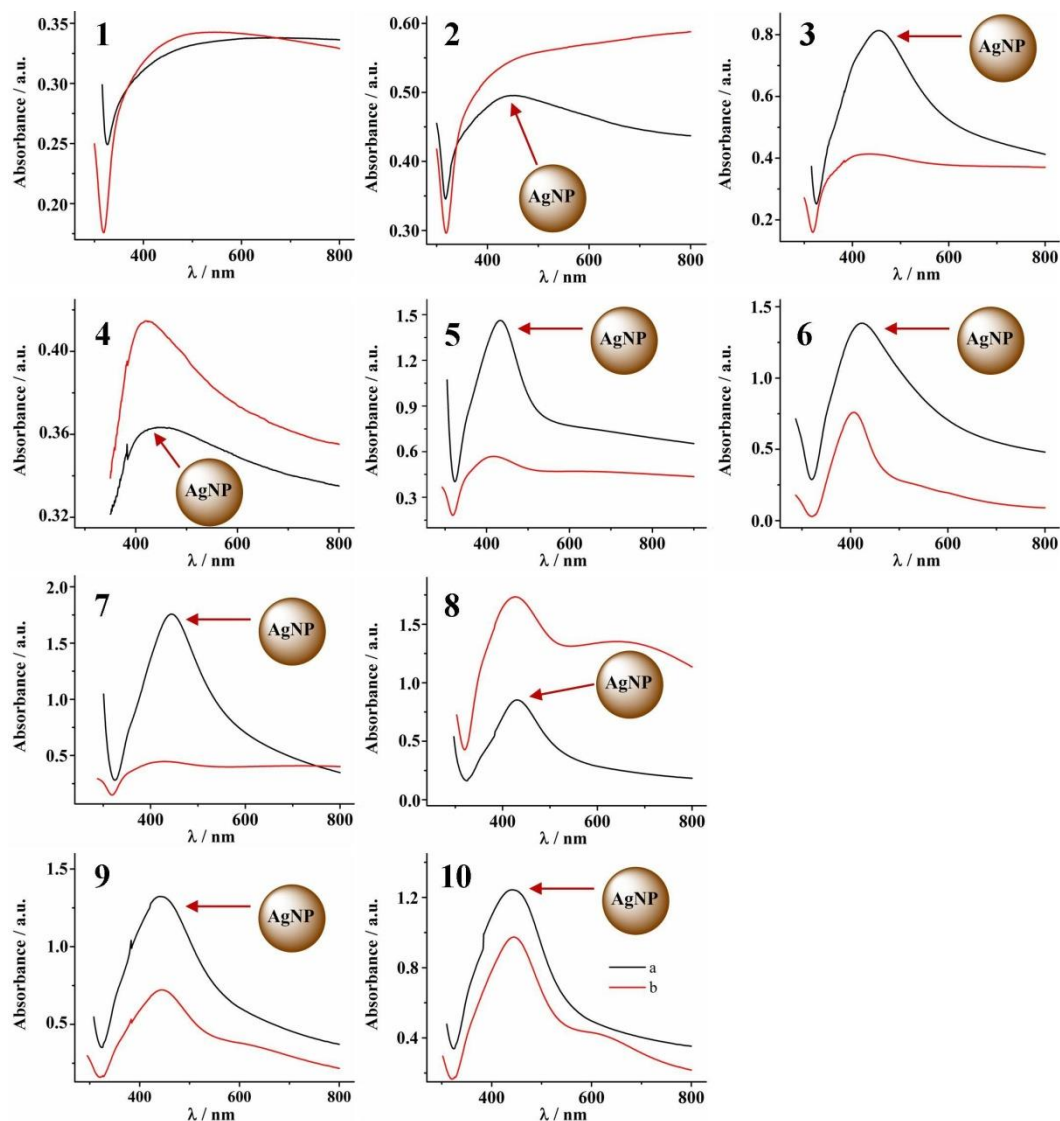 1
0.35
0.30
0.25
0.20
Absorbance / a.u.
400
600
800
λ / nm
2
0.60
0.50
0.40
0.30
Absorbance / a.u.
AgNP
400
600
800
λ / nm
3
0.8
0.6
0.4
0.2
Absorbance / a.u.
AgNP
400
600
800
λ / nm
4
0.40
0.36
0.32
Absorbance / a.u.
AgNP
400
600
800
λ / nm
5
1.5
1.2
0.9
0.6
0.3
Absorbance / a.u.
AgNP
400
600
800
λ / nm
6
1.5
1.0
0.5
0.0
Absorbance / a.u.
AgNP
400
600
800
λ / nm
7
2.0
1.5
1.0
0.5
Absorbance / a.u.
AgNP
400
600
800
λ / nm
8
1.5
1.0
0.5
0.0
Absorbance / a.u.
AgNP
400
600
800
λ / nm
9
1.5
1.0
0.5
Absorbance / a.u.
AgNP
400
600
800
λ / nm
10
1.2
0.8
0.4
Absorbance / a.u.
AgNP
a
b
400
600
800
λ / nm